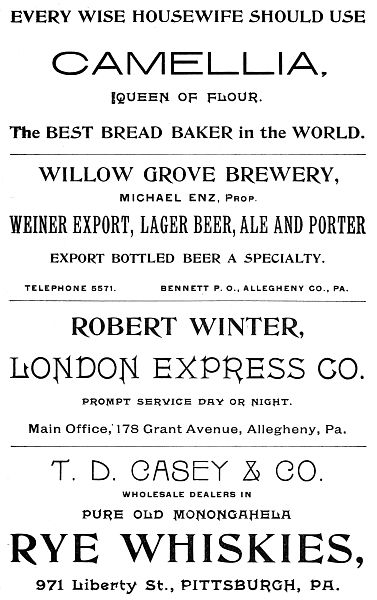 EVERY WISE HOUSEWIFE SHOULD USE
CAMELLIA,
QUEEN OF FLOUR.
The BEST BREAD BAKER in the WORLD.
WILLOW GROVE BREWERY,
MICHAEL ENZ, Prop.
WEINER EXPORT, LAGER BEER, ALE AND PORTER
EXPORT BOTTLED BEER A SPECIALTY.
TELEPHONE 5571. BENNETT P. O., ALLEGHENY CO., PA.
ROBERT WINTER,
LONDON EXPRESS CO.
PROMPT SERVICE DAY OR NIGHT.
Main Office, 178 Grant Avenue, Allegheny, Pa.
T. D. CASEY & CO.
WHOLESALE DEALERS IN
PURE OLD MONONGAHELA
RYE WHISKIES,
971 Liberty St., PITTSBURGH, PA.